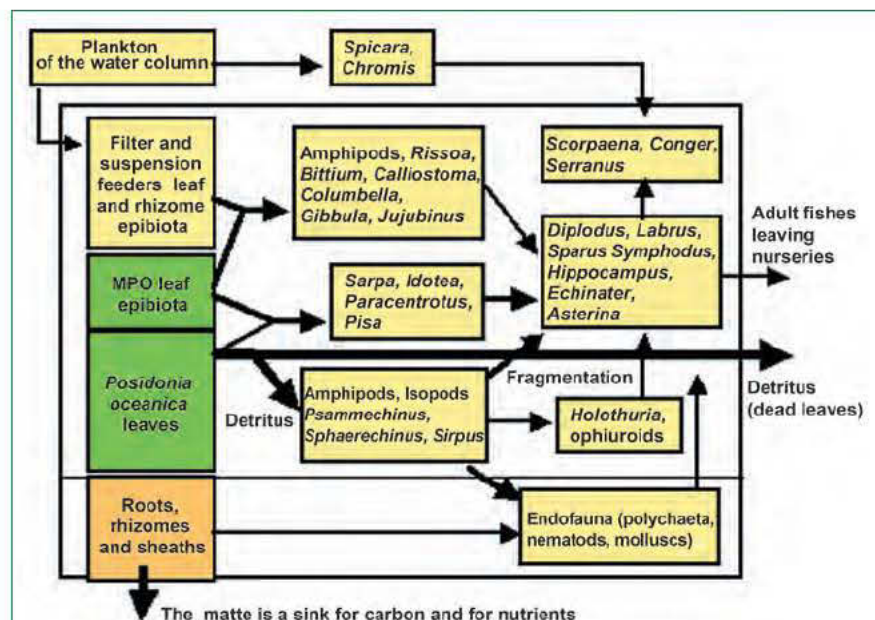 Plankton
of the water column
Spicara,
Chromis
Filter and
suspension
feeders leaf
and rhizome
epibiota
Amphipods, Rissoa,
Bittium, Calliostoma,
Columbella,
Gibbula, Jujubinus
Scorpaena, Conger,
Serranus
Diplodus, Labrus,
Sparus Symphodus,
Hippocampus,
Echinater,
Asterina
Adult fishes
leaving
nurseries
MPO leaf
epibiota
Sarpa, Idotea,
Paracentrotus,
Pisa
Posidonia
oceanica
leaves
Detritus
Amphipods, Isopods
Psammechinus,
Sphaerechinus, Sirpus
Fragmentation
Holothuria,
ophiuroids
Detritus
(dead leaves)
Roots,
rhizomes
and sheaths
Endofauna (polychaeta,
nematods, molluscs)
The matte is a sink for carbon and for nutrients